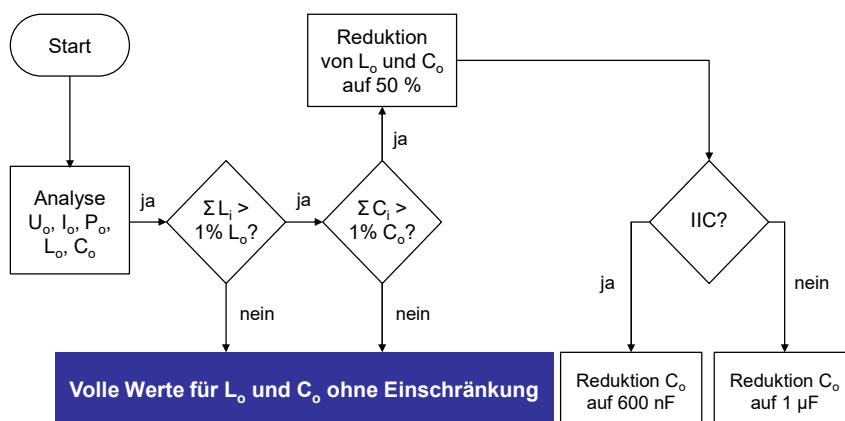 Start
Analyse
Uₒ, Iₒ, Pₒ,
Lₒ, Cₒ
ja
Σ Lᵢ >
1% Lₒ?
ja
Σ Cᵢ >
1% Cₒ?
ja
Reduktion
von Lₒ und Cₒ
auf 50 %
nein
nein
Volle Werte für Lₒ und Cₒ ohne Einschränkung
IIC?
ja
nein
Reduktion Cₒ
auf 600 nF
Reduktion Cₒ
auf 1 µF